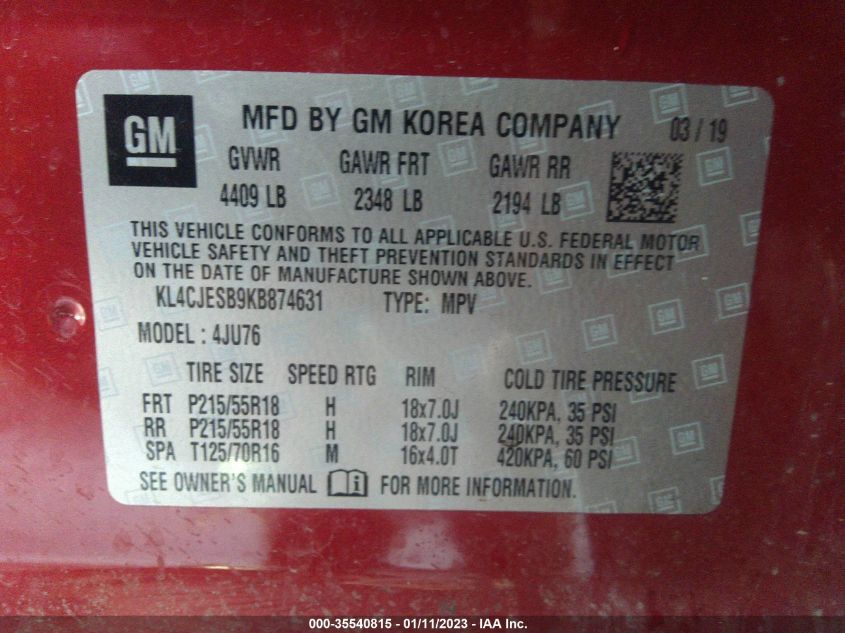 GM
MFD BY GM KOREA COMPANY 03 / 19
GVWR GAWR FRT GAWR RR
4409 LB 2348 LB 2194 LB
THIS VEHICLE CONFORMS TO ALL APPLICABLE U.S. FEDERAL MOTOR
VEHICLE SAFETY AND THEFT PREVENTION STANDARDS IN EFFECT
ON THE DATE OF MANUFACTURE SHOWN ABOVE.
KL4CJESB9KB874631 TYPE: MPV
MODEL : 4JU76
TIRE SIZE SPEED RTG RIM COLD TIRE PRESSURE
FRT P215/55R18 H 18x7.0J 240KPA, 35 PSI
RR P215/55R18 H 18x7.0J 240KPA, 35 PSI
SPA T125/70R16 M 16x4.0T 420KPA, 60 PSI
SEE OWNER'S MANUAL FOR MORE INFORMATION.
000-35540815 - 01/11/2023 - IAA Inc.